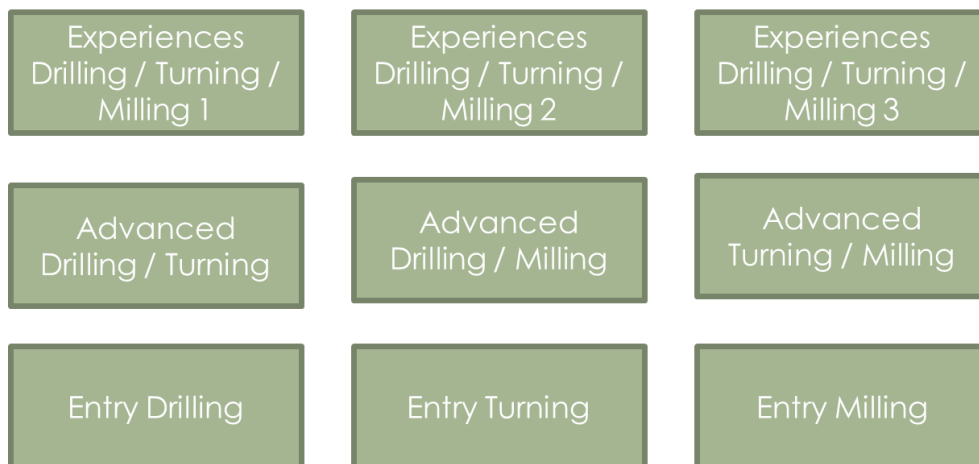 Experiences
Drilling / Turning /
Milling 1
Experiences
Drilling / Turning /
Milling 2
Experiences
Drilling / Turning /
Milling 3
Advanced
Drilling / Turning
Advanced
Drilling / Milling
Advanced
Turning / Milling
Entry Drilling
Entry Turning
Entry Milling